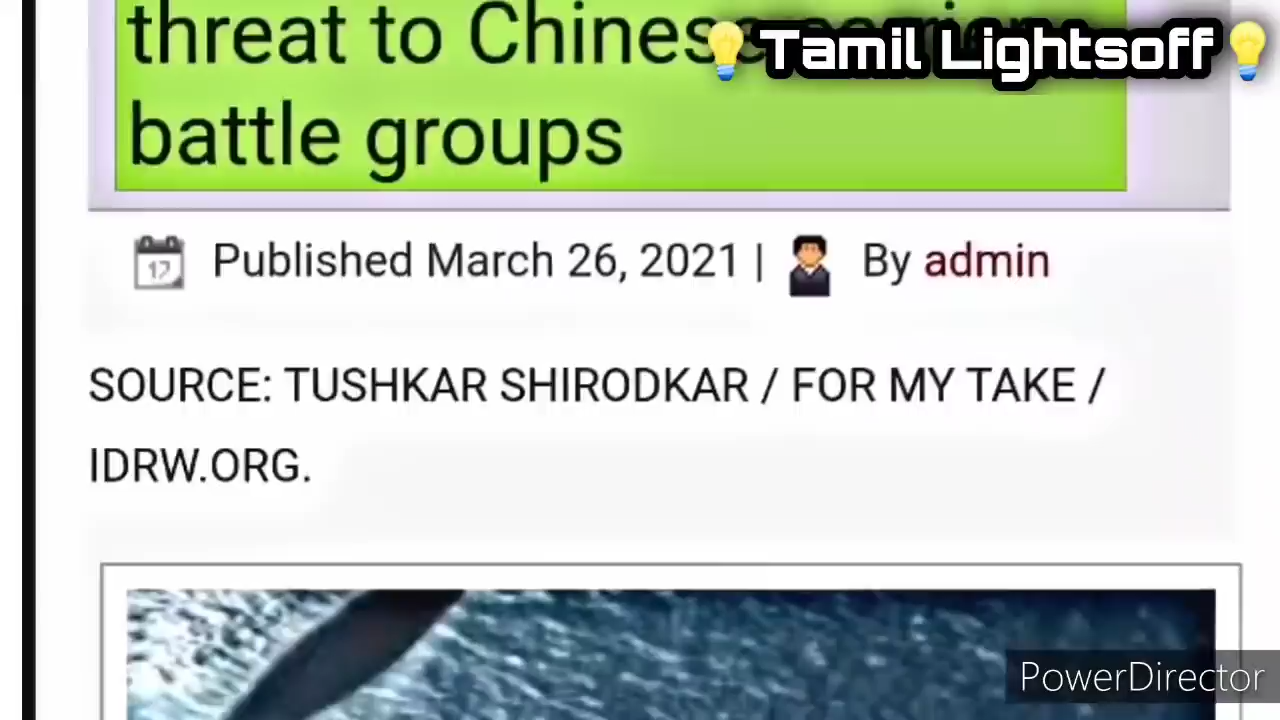 threat to Chinese
💡Tamil Lightsoff💡
battle groups
Published March 26, 2021 | By admin
SOURCE: TUSHKAR SHIRODKAR / FOR MY TAKE /
IDRW.ORG.
PowerDirector